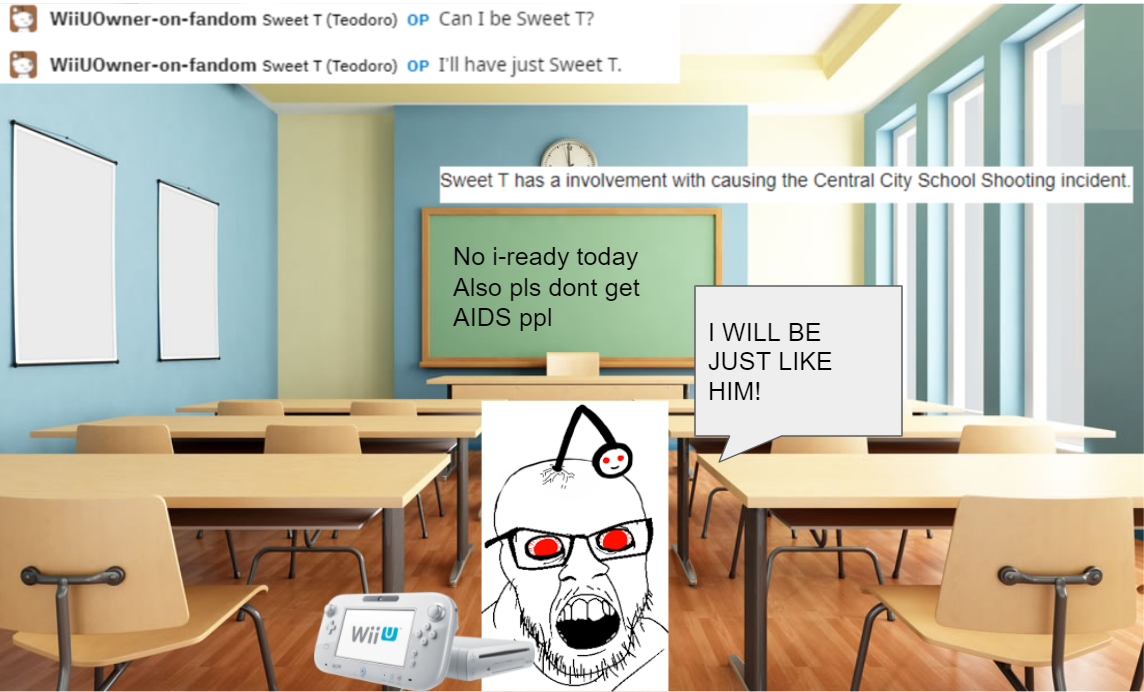 WiiUOwner-on-fandom Sweet T (Teodoro) OP Can I be Sweet T?
WiiUOwner-on-fandom Sweet T (Teodoro) OP I'll have just Sweet T.
Sweet T has a involvement with causing the Central City School Shooting incident.
No i-ready today
Also pls dont get
AIDS ppl
I WILL BE
JUST LIKE
HIM!
Wii U